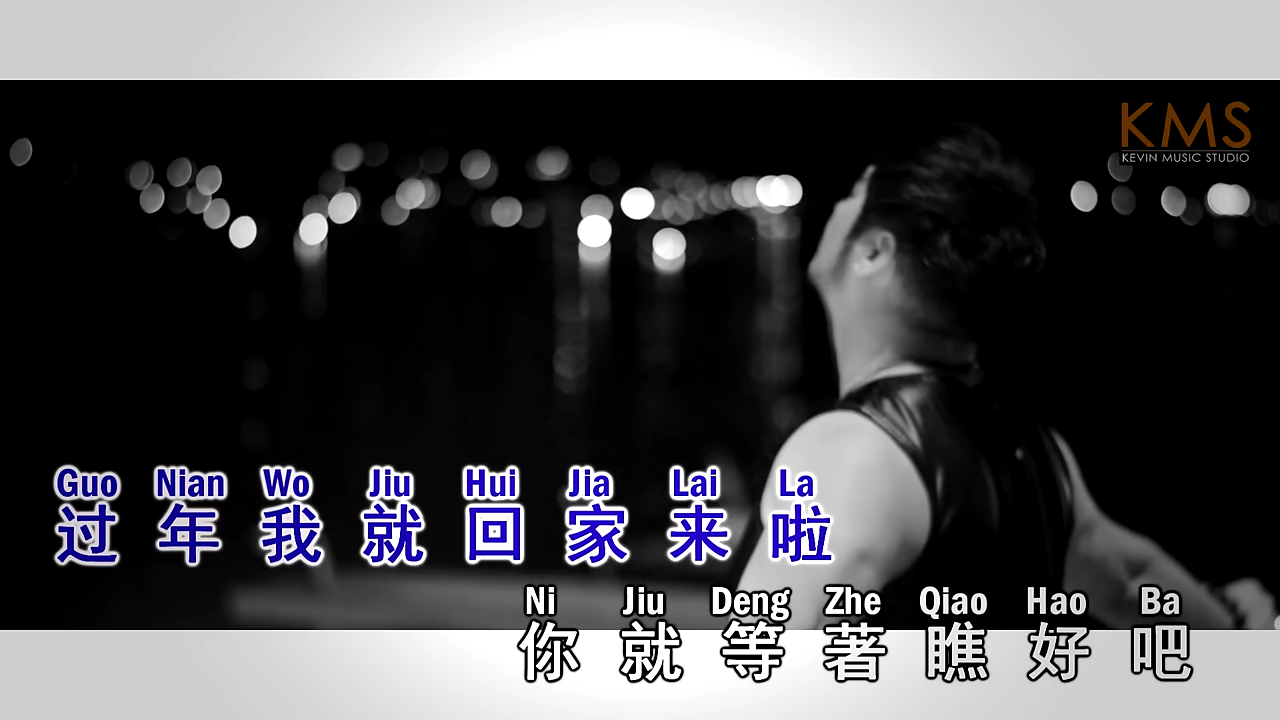 KMS
KEVIN MUSIC STUDIO
Guo Nian Wo Jiu Hui Jia Lai La
过年我就回家来啦
Ni Jiu Deng Zhe Qiao Hao Ba
你就等著瞧好吧